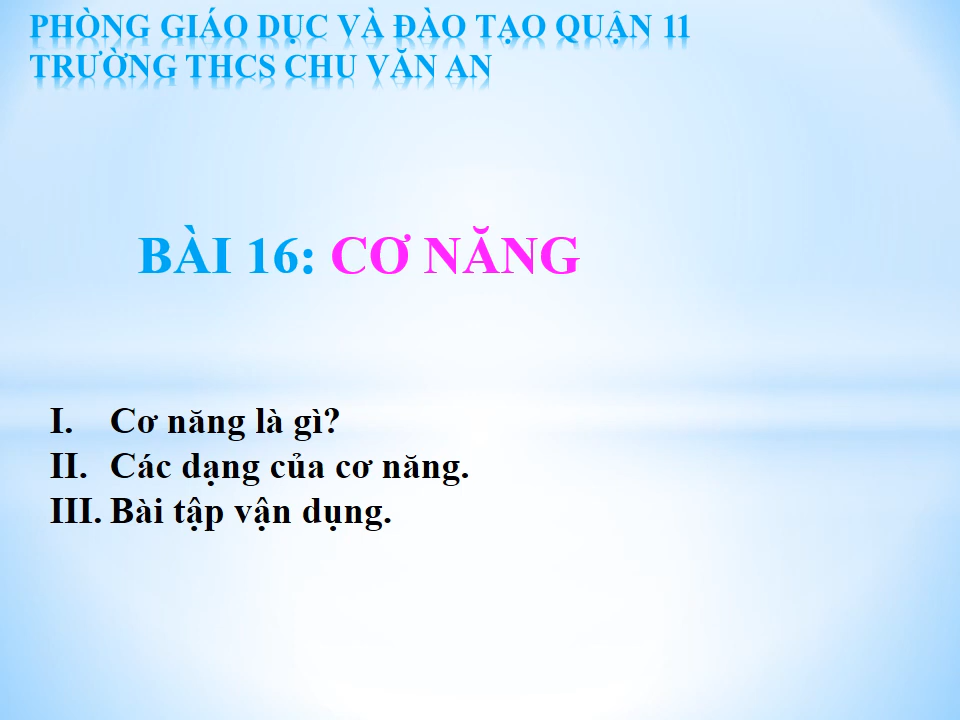 PHÒNG GIÁO DỤC VÀ ĐÀO TẠO QUẬN 11
TRƯỜNG THCS CHU VĂN AN
BÀI 16: CƠ NĂNG
I. Cơ năng là gì?
II. Các dạng của cơ năng.
III. Bài tập vận dụng.